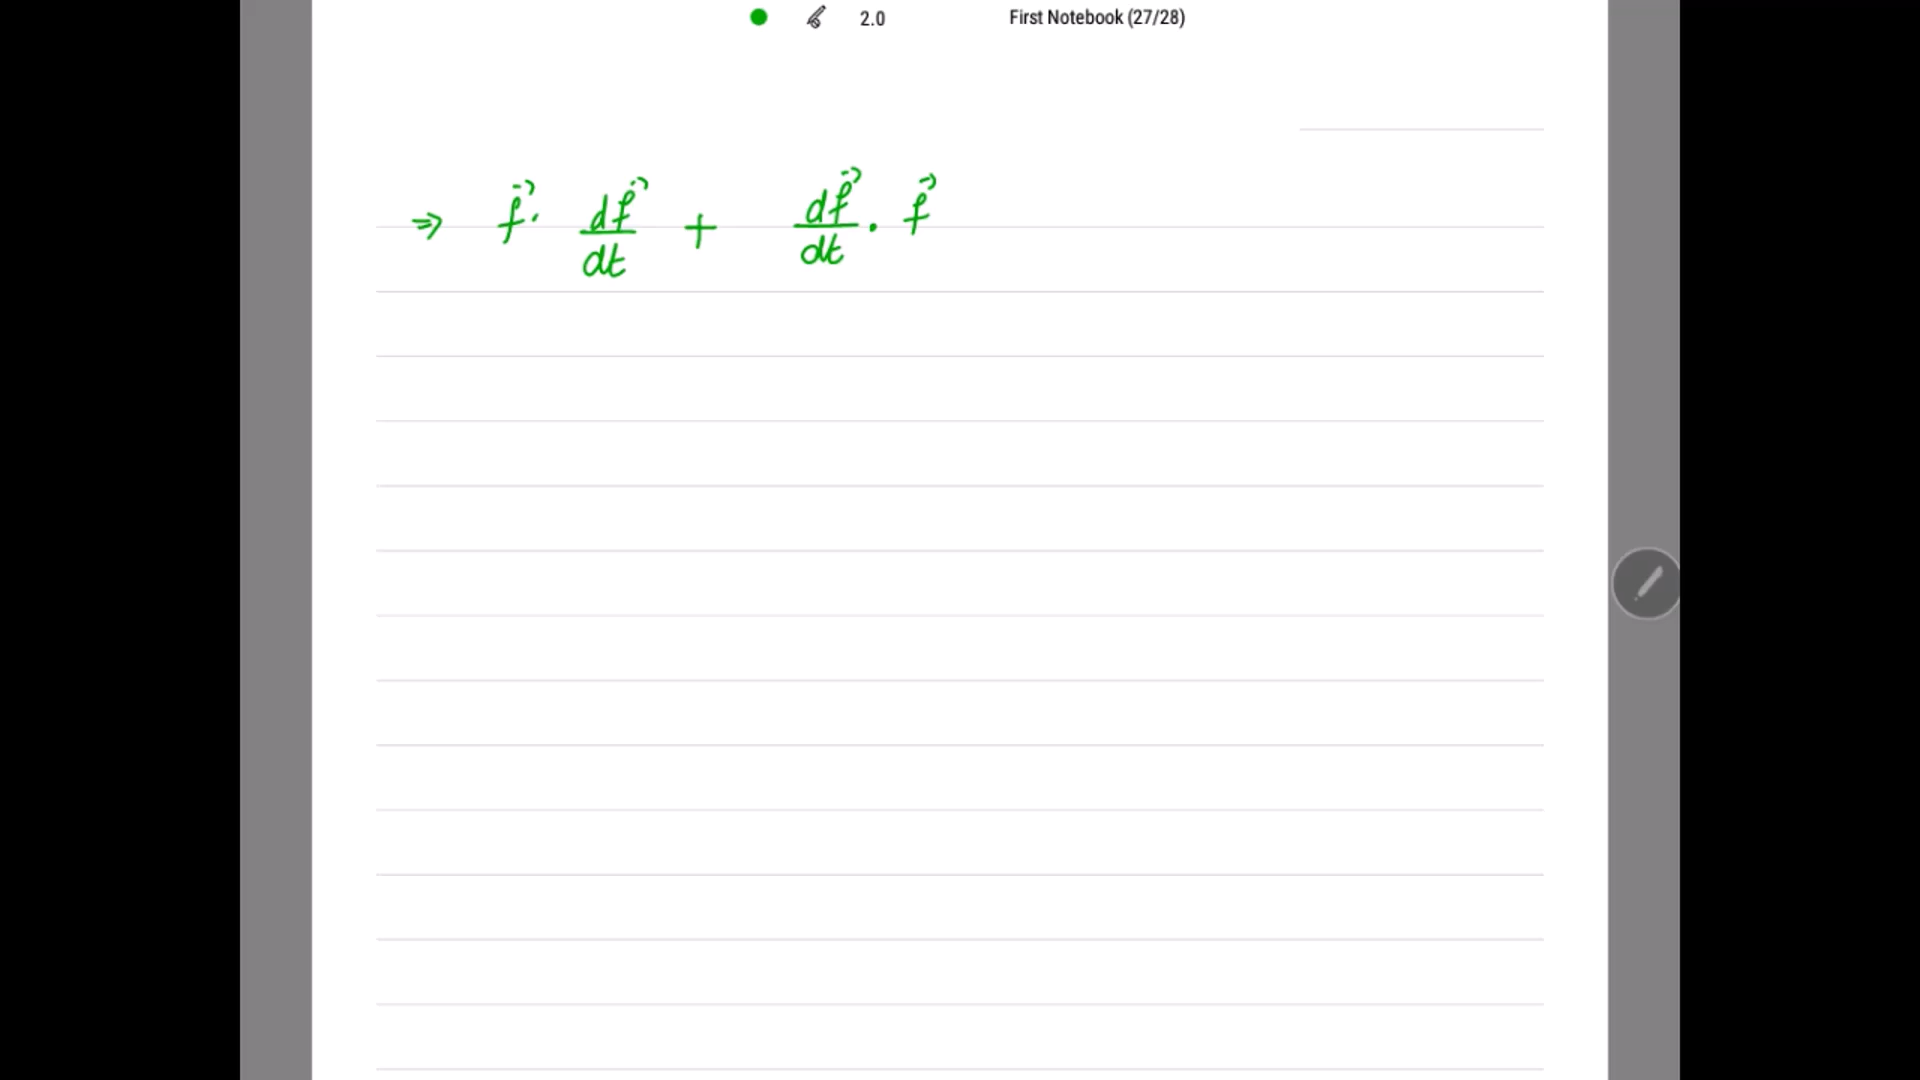 2.0 First Notebook (27/28)
⇒ f⃗ · df⃗/dt + df⃗/dt · f⃗